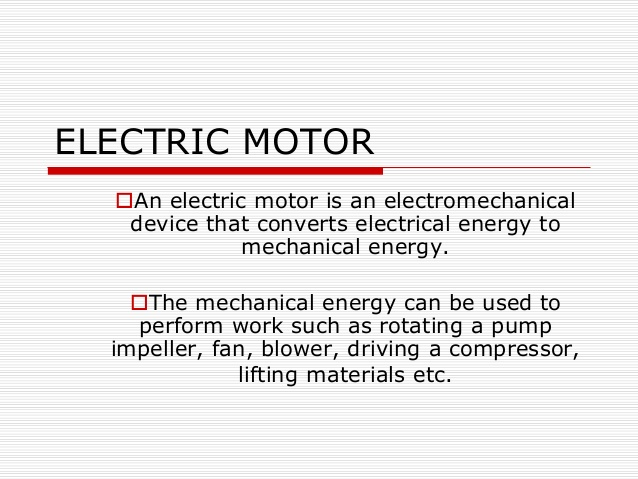 ELECTRIC MOTOR
An electric motor is an electromechanical
device that converts electrical energy to
mechanical energy.
The mechanical energy can be used to
perform work such as rotating a pump
impeller, fan, blower, driving a compressor,
lifting materials etc.